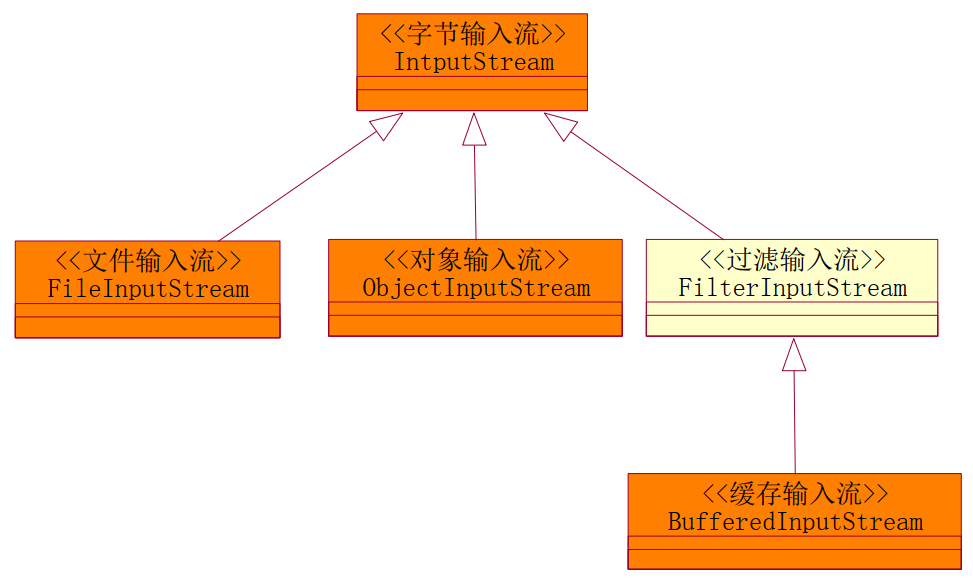 <<字节输入流>>
IntputStream
<<文件输入流>>
FileInputStream
<<对象输入流>>
ObjectInputStream
<<过滤输入流>>
FilterInputStream
<<缓存输入流>>
BufferedInputStream